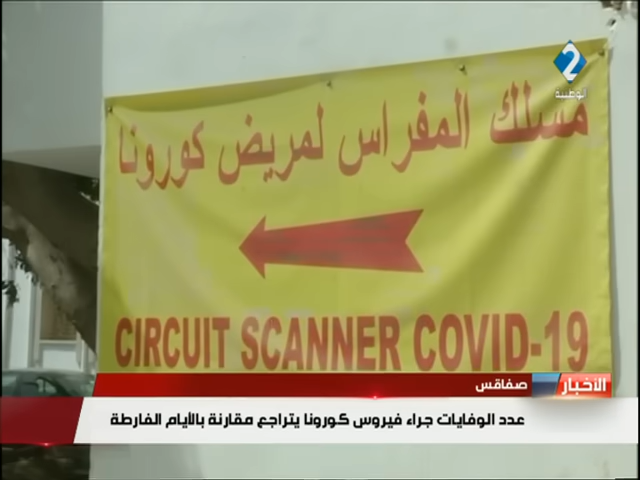 2
الوطنية
مسلك المفراس لمريض كورونا
CIRCUIT SCANNER COVID-19
الأخبار
صفاقس
عدد الوفايات جراء فيروس كورونا يتراجع مقارنة بالأيام الفارطة